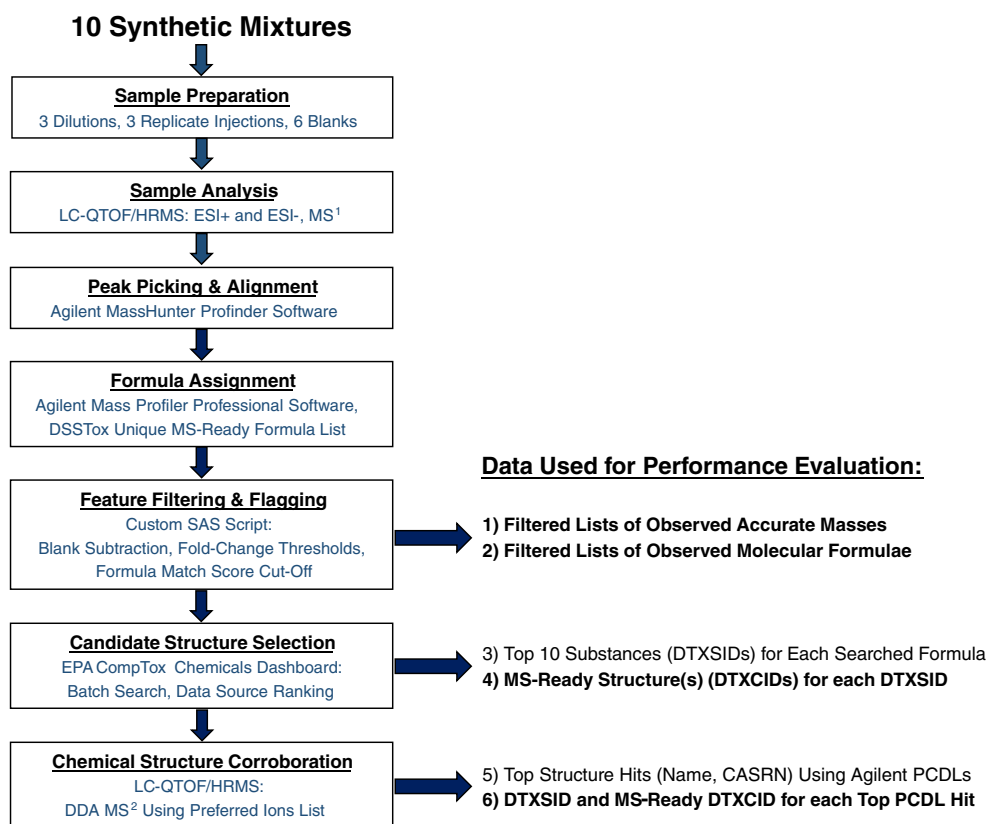 10 Synthetic Mixtures
Sample Preparation
3 Dilutions, 3 Replicate Injections, 6 Blanks
Sample Analysis
LC-QTOF/HRMS: ESI+ and ESI-, MS¹
Peak Picking & Alignment
Agilent MassHunter Profinder Software
Formula Assignment
Agilent Mass Profiler Professional Software,
DSSTox Unique MS-Ready Formula List
Feature Filtering & Flagging
Custom SAS Script:
Blank Subtraction, Fold-Change Thresholds,
Formula Match Score Cut-Off
Candidate Structure Selection
EPA CompTox Chemicals Dashboard:
Batch Search, Data Source Ranking
Chemical Structure Corroboration
LC-QTOF/HRMS:
DDA MS² Using Preferred Ions List
Data Used for Performance Evaluation:
1) Filtered Lists of Observed Accurate Masses
2) Filtered Lists of Observed Molecular Formulae
3) Top 10 Substances (DTXSIDs) for Each Searched Formula
4) MS-Ready Structure(s) (DTXCIDs) for each DTXSID
5) Top Structure Hits (Name, CASRN) Using Agilent PCDLs
6) DTXSID and MS-Ready DTXCID for each Top PCDL Hit